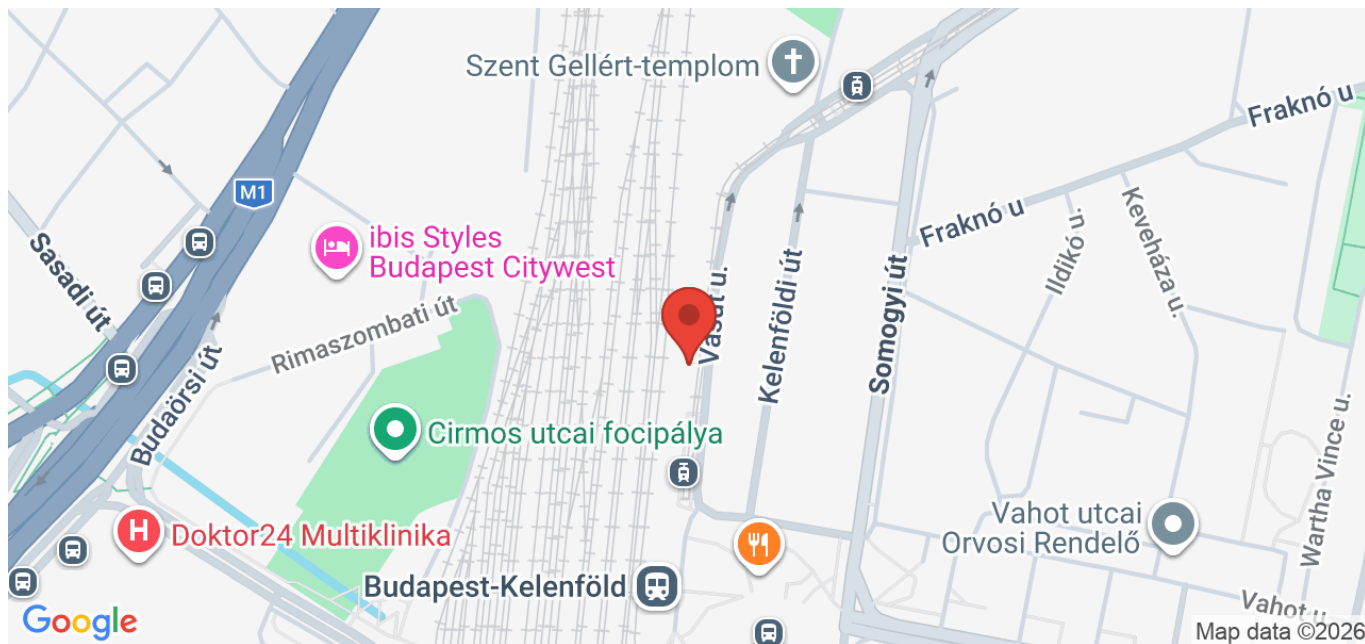 Szent Gellért-templom
Fraknó u
M1
Sasadi út
ibis Styles
Budapest Citywest
Fraknó u
Ildikó u.
Keveháza u.
Rimaszombati út
Vasút u.
Kelenföldi út
Somogyi út
Budaörsi út
Cirmos utcai focipálya
Wartha Vince u.
H
Doktor24 Multiklinika
Vahot utcai
Orvosi Rendelő
Budapest-Kelenföld
Vahot u
Google
Map data ©2026